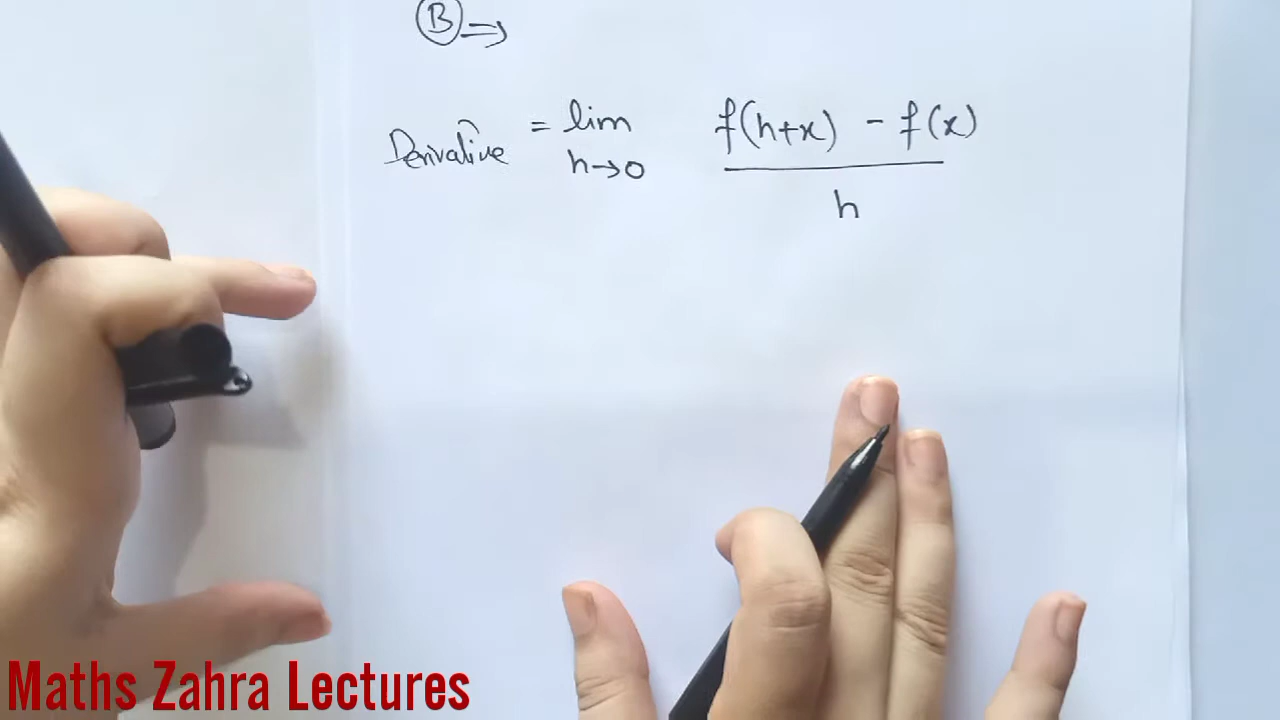 B ⇒
Derivative = lim h→0 f(h+x) - f(x) / h
Maths Zahra Lectures